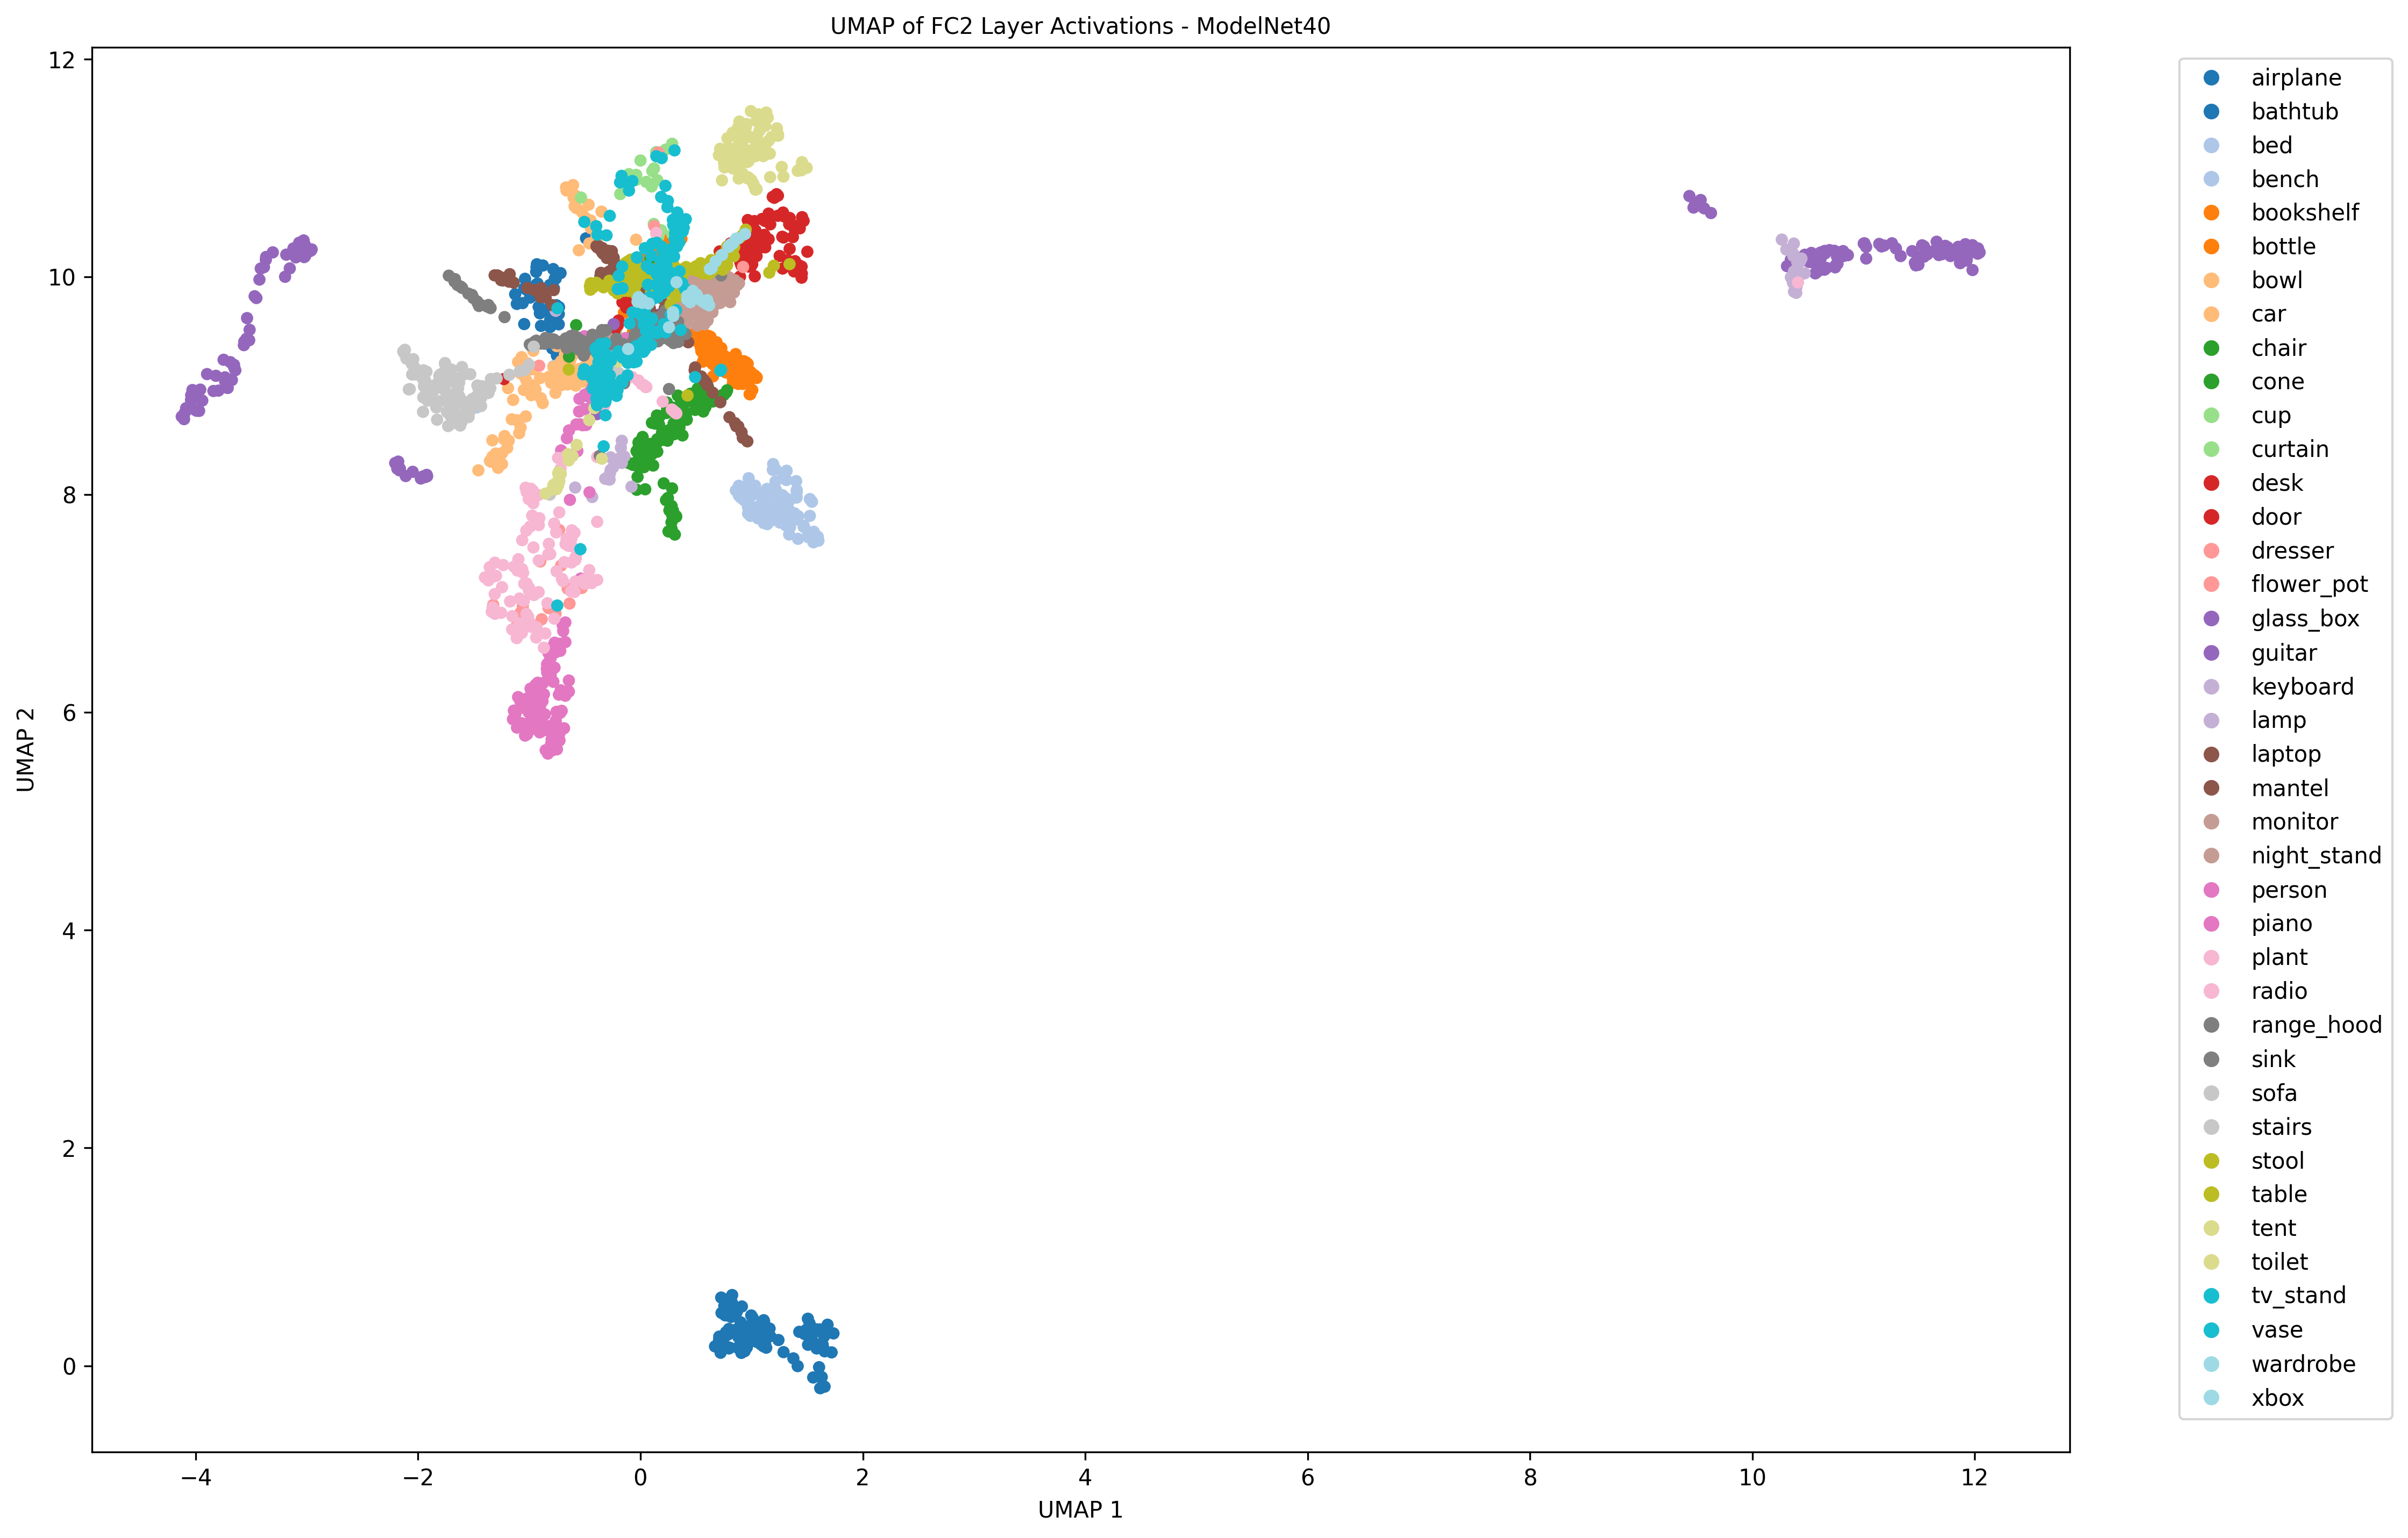 UMAP of FC2 Layer Activations - ModelNet40
12
10
8
6
4
2
0
UMAP 2
−4
−2
0
2
4
6
8
10
12
UMAP 1
airplane
bathtub
bed
bench
bookshelf
bottle
bowl
car
chair
cone
cup
curtain
desk
door
dresser
flower_pot
glass_box
guitar
keyboard
lamp
laptop
mantel
monitor
night_stand
person
piano
plant
radio
range_hood
sink
sofa
stairs
stool
table
tent
toilet
tv_stand
vase
wardrobe
xbox